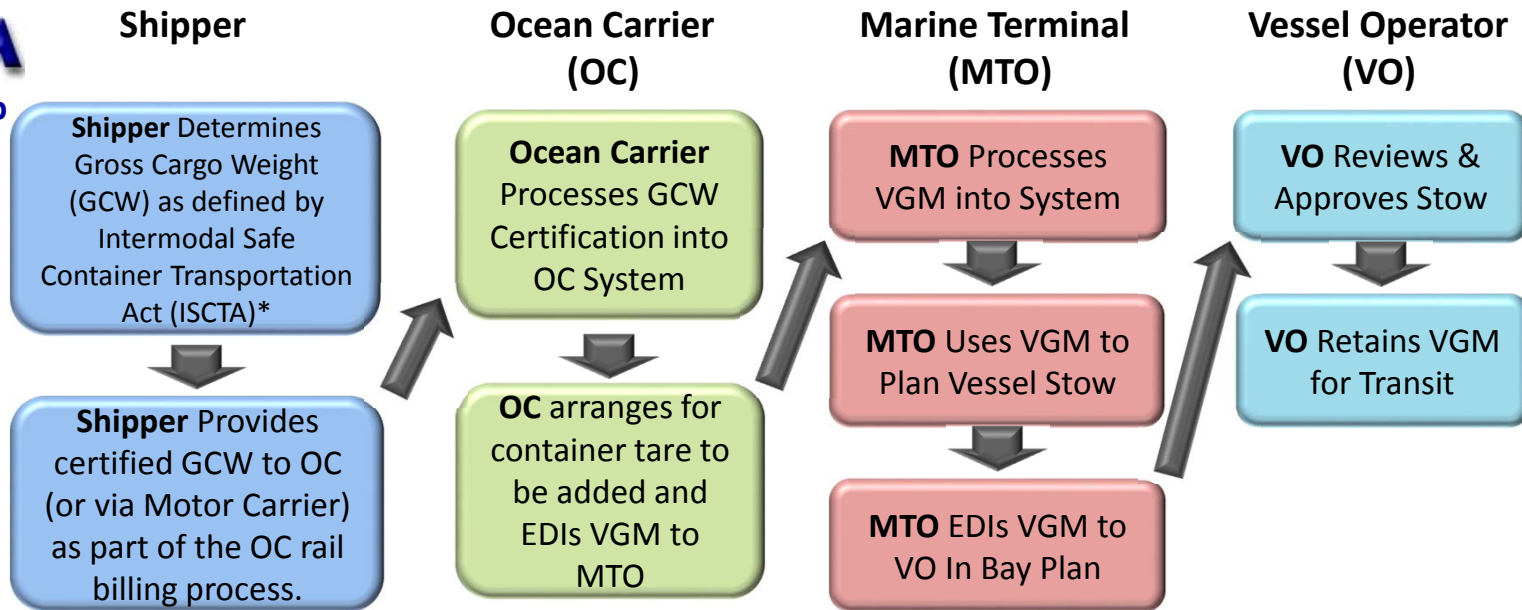 Shipper
Shipper Determines
Gross Cargo Weight
(GCW) as defined by
Intermodal Safe
Container Transportation
Act (ISCTA)*
Shipper Provides
certified GCW to OC
(or via Motor Carrier)
as part of the OC rail
billing process.
Ocean Carrier
(OC)
Ocean Carrier
Processes GCW
Certification into
OC System
OC arranges for
container tare to
be added and
EDIs VGM to
MTO
Marine Terminal
(MTO)
MTO Processes
VGM into System
MTO Uses VGM to
Plan Vessel Stow
MTO EDIs VGM to
VO In Bay Plan
Vessel Operator
(VO)
VO Reviews &
Approves Stow
VO Retains VGM
for Transit